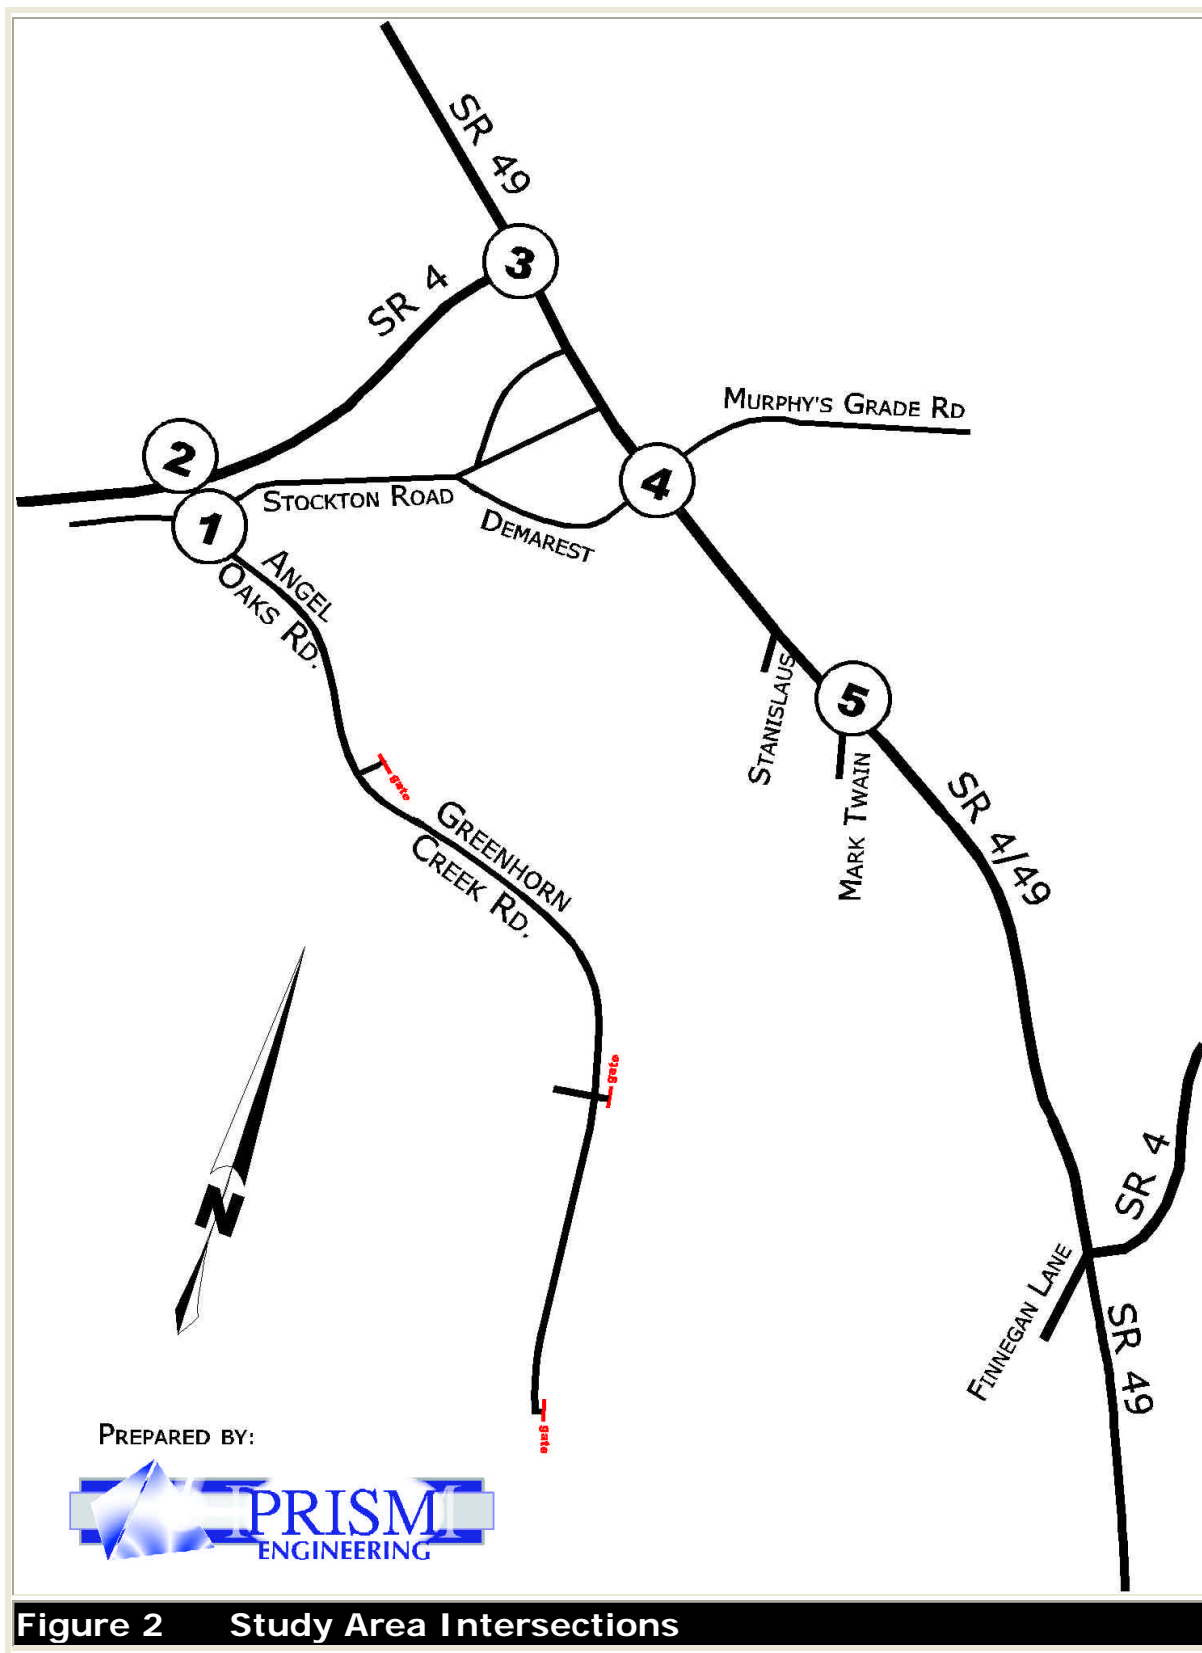 SR 49
3
SR 4
MURPHY'S GRADE RD
2
4
STOCKTON ROAD
1
DEMAREST
ANGEL
OAKS RD.
STANISLAUS
5
gate
MARK TWAIN
SR 4/49
GREENHORN
CREEK RD.
gate
SR 4
N
FINNEGAN LANE
SR 49
gate
PREPARED BY:
PRISM
ENGINEERING
Figure 2 Study Area Intersections